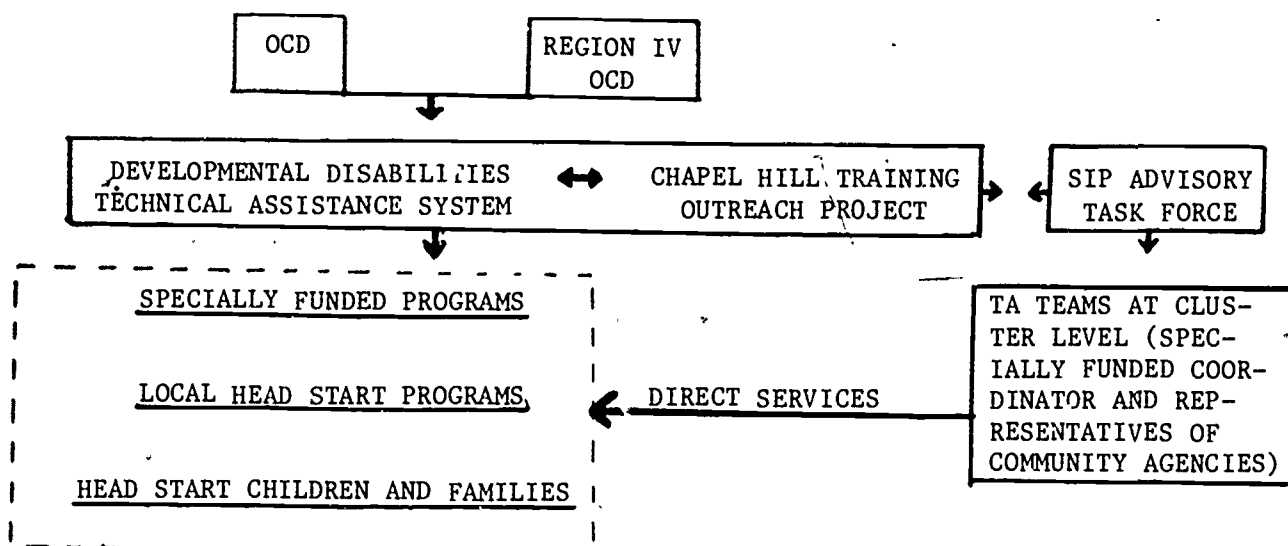 OCD
REGION IV
OCD
DEVELOPMENTAL DISABILITIES
TECHNICAL ASSISTANCE SYSTEM
CHAPEL HILL TRAINING
OUTREACH PROJECT
SIP ADVISORY
TASK FORCE
SPECIALLY FUNDED PROGRAMS
LOCAL HEAD START PROGRAMS
HEAD START CHILDREN AND FAMILIES
DIRECT SERVICES
TA TEAMS AT CLUS-
TER LEVEL (SPEC-
IALLY FUNDED COOR-
DINATOR AND REP-
RESENTATIVES OF
COMMUNITY AGENCIES)